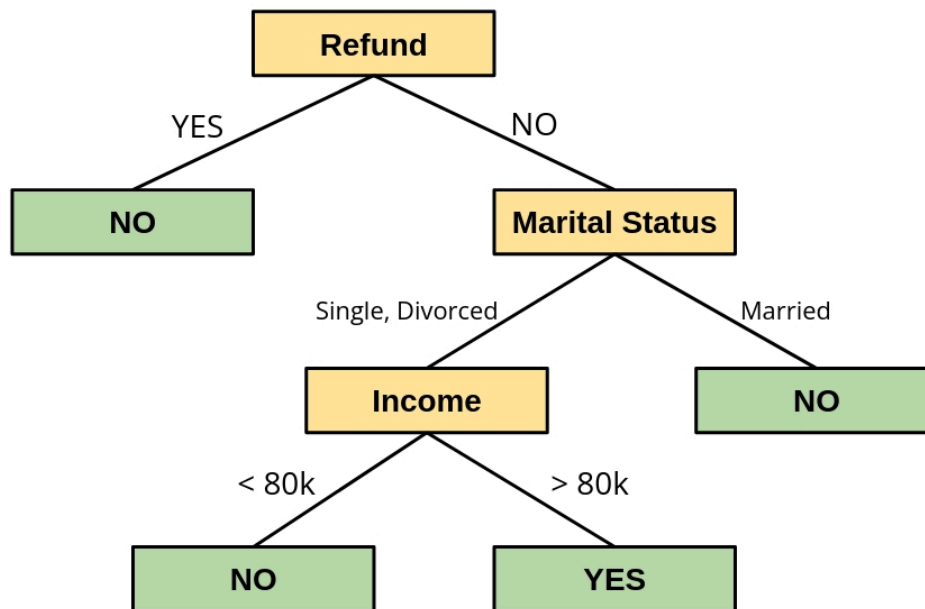 Refund
YES
NO
NO
Marital Status
Single, Divorced
Married
Income
NO
< 80k
> 80k
NO
YES